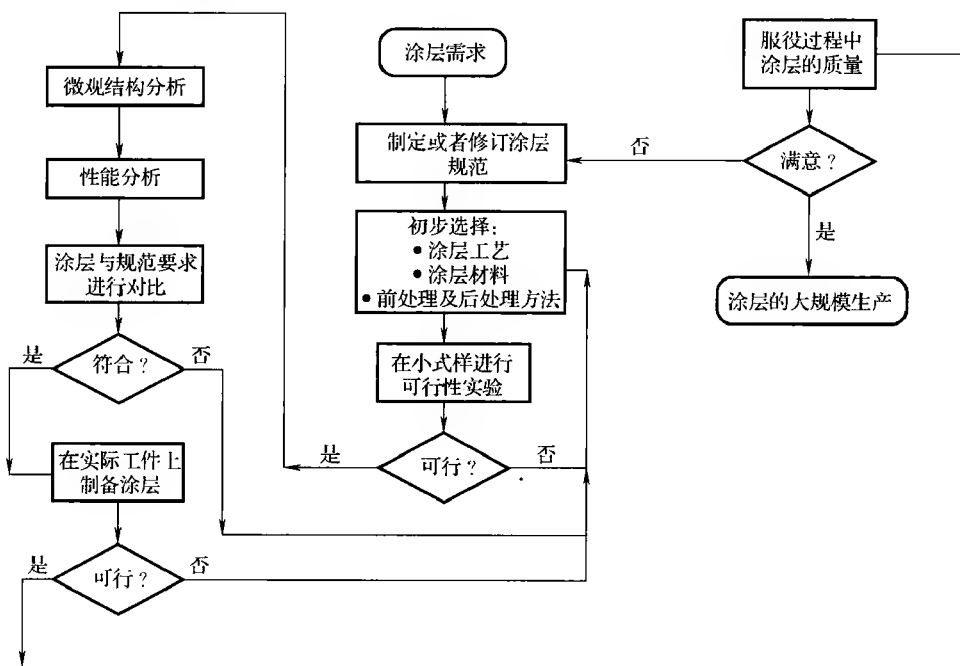 涂层需求
制定或者修订涂层
规范
初步选择：
• 涂层工艺
• 涂层材料
• 前处理及后处理方法
在小式样进行
可行性实验
可行？
是
否
微观结构分析
性能分析
涂层与规范要求
进行对比
符合？
是
否
在实际工件上
制备涂层
可行？
是
否
服役过程中
涂层的质量
满意？
否
是
涂层的大规模生产